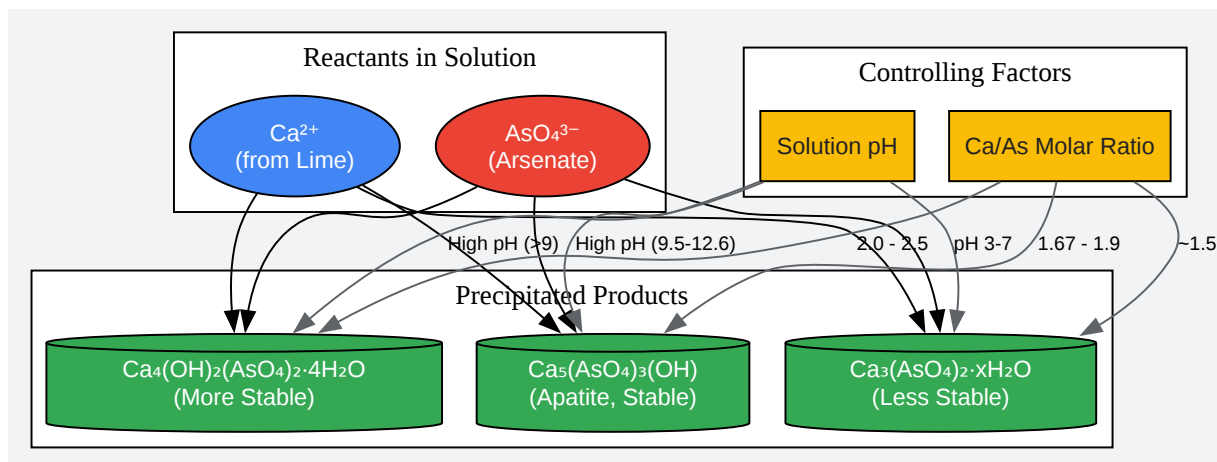 Reactants in Solution
Controlling Factors
Ca²⁺
(from Lime)
AsO₄³⁻
(Arsenate)
Solution pH
Ca/As Molar Ratio
High pH (>9)
High pH (9.5-12.6)
2.0 - 2.5
pH 3-7
1.67 - 1.9
~1.5
Precipitated Products
Ca₄(OH)₂(AsO₄)₂·4H₂O
(More Stable)
Ca₅(AsO₄)₃(OH)
(Apatite, Stable)
Ca₃(AsO₄)₂·xH₂O
(Less Stable)